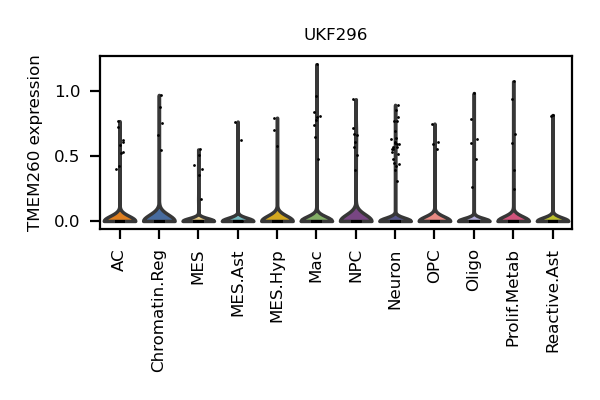 UKF296
TMEM260 expression
1.0
0.5
0.0
AC
Chromatin.Reg
MES
MES.Ast
MES.Hyp
Mac
NPC
Neuron
OPC
Oligo
Prolif.Metab
Reactive.Ast